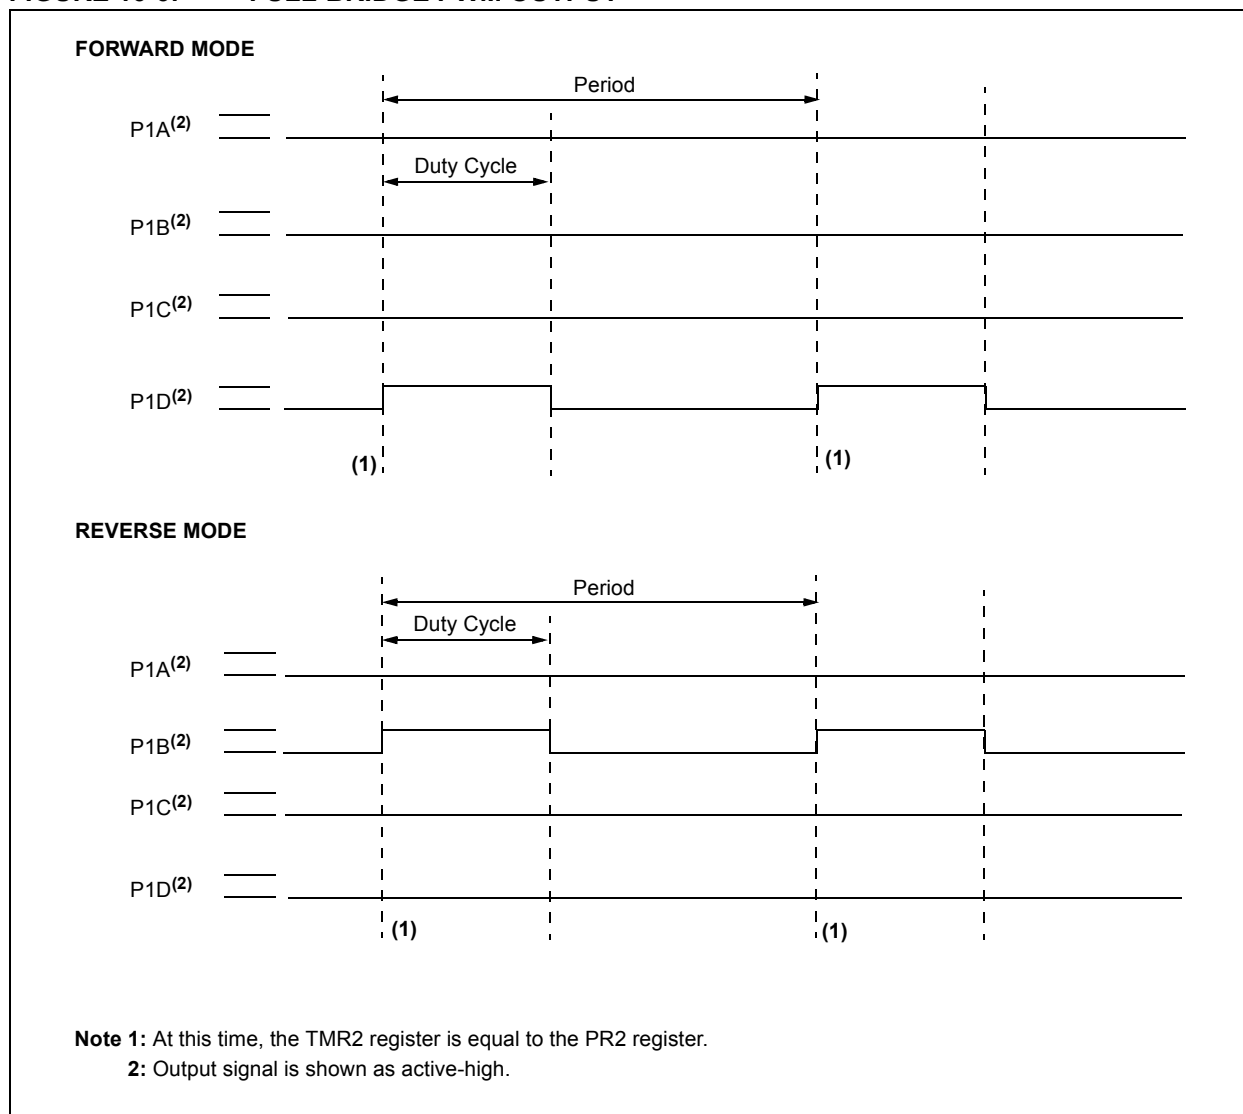 FORWARD MODE
Period
P1A(2)
Duty Cycle
P1B(2)
P1C(2)
P1D(2)
(1) (1)
REVERSE MODE
Period
Duty Cycle
P1A(2)
P1B(2)
P1C(2)
P1D(2)
(1) (1)
Note 1: At this time, the TMR2 register is equal to the PR2 register.
2: Output signal is shown as active-high.